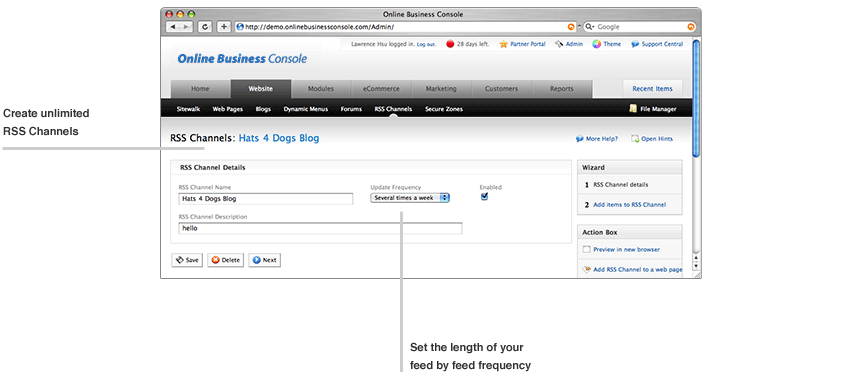 Online Business Console
http://demo.onlinebusinessconsole.com/Admin/
Google
Lawrence Hsu logged in. Log out.
28 days left.
Partner Portal
Admin
Theme
Support Central
Online Business Console
Home
Website
Modules
eCommerce
Marketing
Customers
Reports
Recent Items
Sitewalk
Web Pages
Blogs
Dynamic Menus
Forums
RSS Channels
Secure Zones
File Manager
Create unlimited
RSS Channels
RSS Channels: Hats 4 Dogs Blog
More Help?
Open Hints
RSS Channel Details
RSS Channel Name
Update Frequency
Enabled
Hats 4 Dogs Blog
Several times a week
RSS Channel Description
hello
Save
Delete
Next
Wizard
1 RSS Channel details
2 Add items to RSS Channel
Action Box
Preview in new browser
Add RSS Channel to a web page
Set the length of your
feed by feed frequency